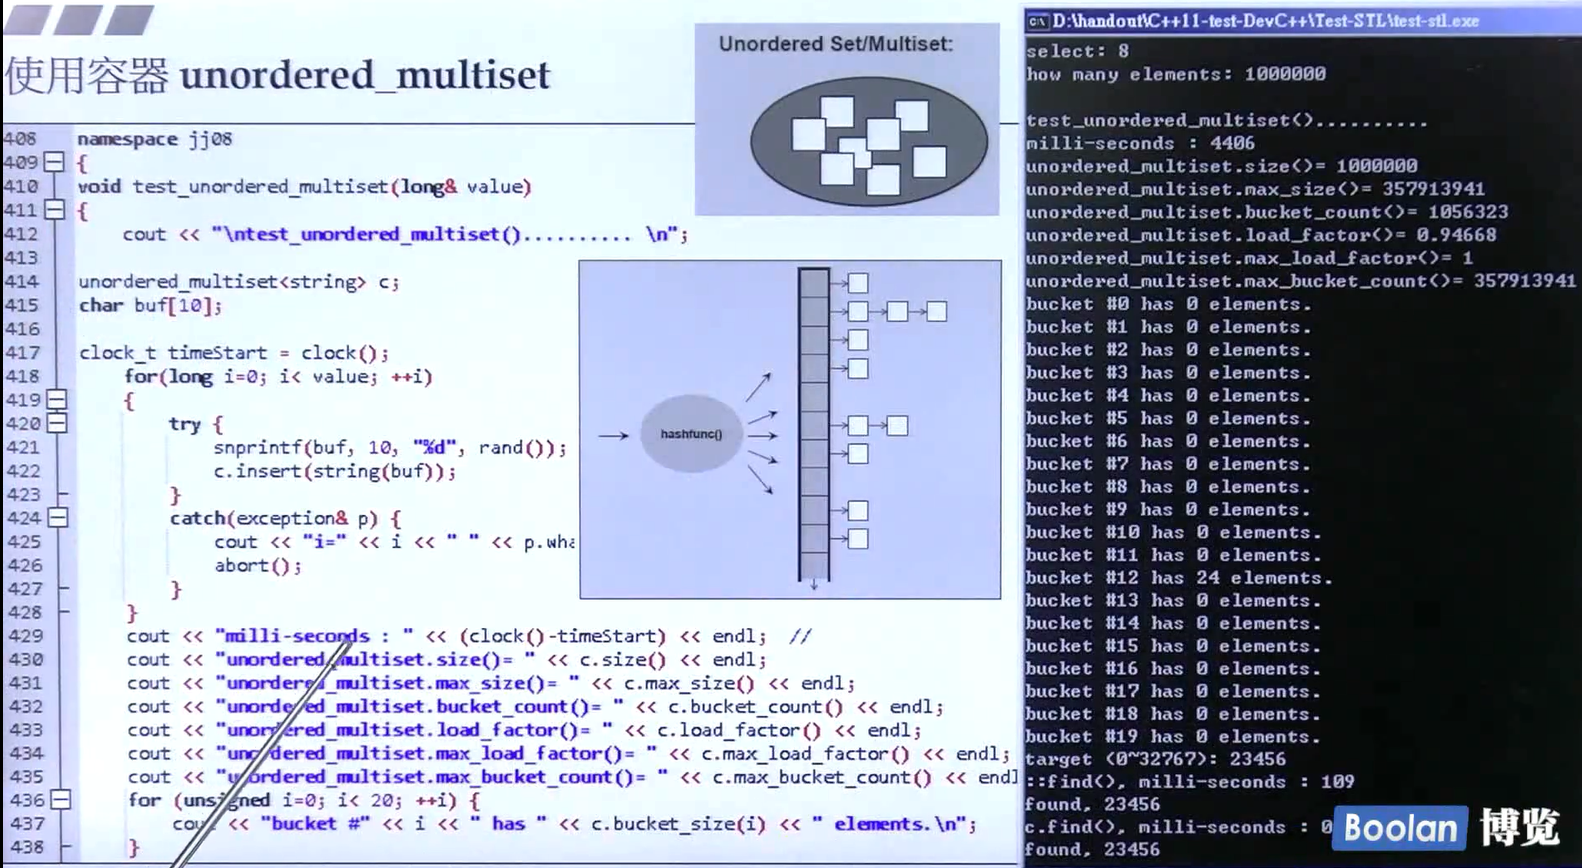 使用容器 unordered_multiset
408 namespace jj08
409 {
410 void test_unordered_multiset(long& value)
411 {
412 cout << "\ntest_unordered_multiset().......... \n";
413
414 unordered_multiset<string> c;
415 char buf[10];
416
417 clock_t timeStart = clock();
418 for(long i=0; i< value; ++i)
419 {
420 try {
421 snprintf(buf, 10, "%d", rand());
422 c.insert(string(buf));
423 }
424 catch(exception& p) {
425 cout << "i=" << i << " " << p.wha
426 abort();
427 }
428 }
429 cout << "milli-seconds : " << (clock()-timeStart) << endl; //
430 cout << "unordered_multiset.size()= " << c.size() << endl;
431 cout << "unordered_multiset.max_size()= " << c.max_size() << endl;
432 cout << "unordered_multiset.bucket_count()= " << c.bucket_count() << endl;
433 cout << "unordered_multiset.load_factor()= " << c.load_factor() << endl;
434 cout << "unordered_multiset.max_load_factor()= " << c.max_load_factor() << endl;
435 cout << "unordered_multiset.max_bucket_count()= " << c.max_bucket_count() << endl
436 for (unsigned i=0; i< 20; ++i) {
437 cout << "bucket #" << i << " has " << c.bucket_size(i) << " elements.\n";
438 }
Unordered Set/Multiset:
hashfunc()
D:\handout\C++11-test-DevC++\Test-STL\test-stl.exe
select: 8
how many elements: 1000000
test_unordered_multiset()..........
milli-seconds : 4406
unordered_multiset.size()= 1000000
unordered_multiset.max_size()= 357913941
unordered_multiset.bucket_count()= 1056323
unordered_multiset.load_factor()= 0.94668
unordered_multiset.max_load_factor()= 1
unordered_multiset.max_bucket_count()= 357913941
bucket #0 has 0 elements.
bucket #1 has 0 elements.
bucket #2 has 0 elements.
bucket #3 has 0 elements.
bucket #4 has 0 elements.
bucket #5 has 0 elements.
bucket #6 has 0 elements.
bucket #7 has 0 elements.
bucket #8 has 0 elements.
bucket #9 has 0 elements.
bucket #10 has 0 elements.
bucket #11 has 0 elements.
bucket #12 has 24 elements.
bucket #13 has 0 elements.
bucket #14 has 0 elements.
bucket #15 has 0 elements.
bucket #16 has 0 elements.
bucket #17 has 0 elements.
bucket #18 has 0 elements.
bucket #19 has 0 elements.
target (0~32767): 23456
::find(), milli-seconds : 109
found, 23456
c.find(), milli-seconds : 0
found, 23456
Boolan 博览